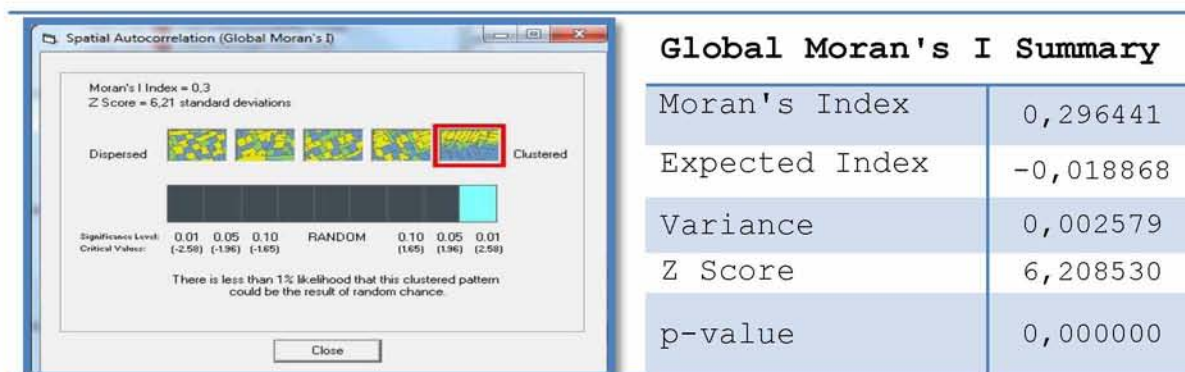 Spatial Autocorrelation (Global Moran's I)
Moran's I Index = 0,3
Z Score = 6,21 standard deviations
Dispersed
Clustered
Significance Level: 0.01 0.05 0.10 RANDOM 0.10 0.05 0.01
Critical Values: (-2.58) (-1.96) (-1.65) (1.65) (1.96) (2.58)
There is less than 1% likelihood that this clustered pattern
could be the result of random chance.
Close
Global Moran's I Summary
Moran's Index 0,296441
Expected Index -0,018868
Variance 0,002579
Z Score 6,208530
p-value 0,000000